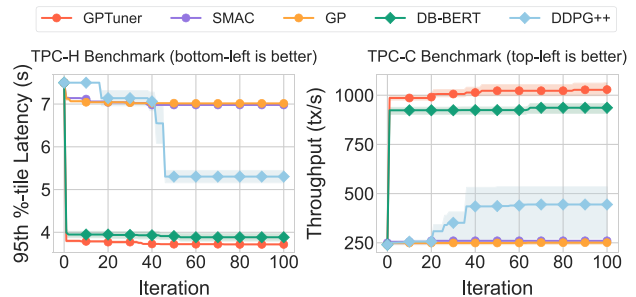 GPTuner SMAC GP DB-BERT DDPG++
TPC-H Benchmark (bottom-left is better)
95th %-tile Latency (s)
7
6
5
4
0 20 40 60 80 100
Iteration
TPC-C Benchmark (top-left is better)
Throughput (tx/s)
1000
750
500
250
0 20 40 60 80 100
Iteration